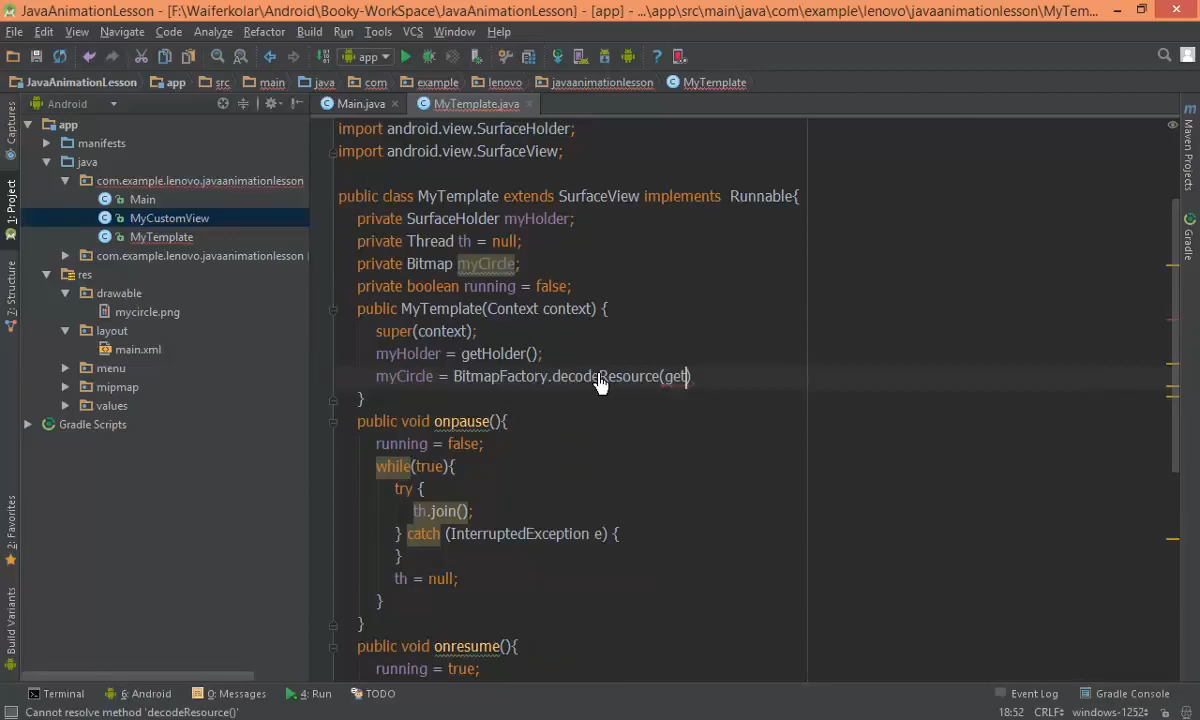 JavaAnimationLesson - [F:\Waiferkolar\Android\Booky-WorkSpace\JavaAnimationLesson] - [app] - ...\app\src\main\java\com\example\lenovo\javaanimationlesson\MyTem...
File Edit View Navigate Code Analyze Refactor Build Run Tools VCS Window Help
app
JavaAnimationLesson app src main java com example lenovo javaanimationlesson MyTemplate
Android Main.java MyTemplate.java
Captures
1: Project
7: Structure
2: Favorites
Build Variants
app
manifests
java
com.example.lenovo.javaanimationlesson
Main
MyCustomView
MyTemplate
com.example.lenovo.javaanimationlesson
res
drawable
mycircle.png
layout
main.xml
menu
mipmap
values
Gradle Scripts
import android.view.SurfaceHolder;
import android.view.SurfaceView;
public class MyTemplate extends SurfaceView implements Runnable{
private SurfaceHolder myHolder;
private Thread th = null;
private Bitmap myCircle;
private boolean running = false;
public MyTemplate(Context context) {
super(context);
myHolder = getHolder();
myCircle = BitmapFactory.decodeResource(get)
}
public void onpause(){
running = false;
while(true){
try {
th.join();
} catch (InterruptedException e) {
}
th = null;
}
}
public void onresume(){
running = true;
Maven Projects
Gradle
Terminal 6: Android 0: Messages 4: Run TODO Event Log Gradle Console
Cannot resolve method 'decodeResource()' 18:52 CRLF windows-1252